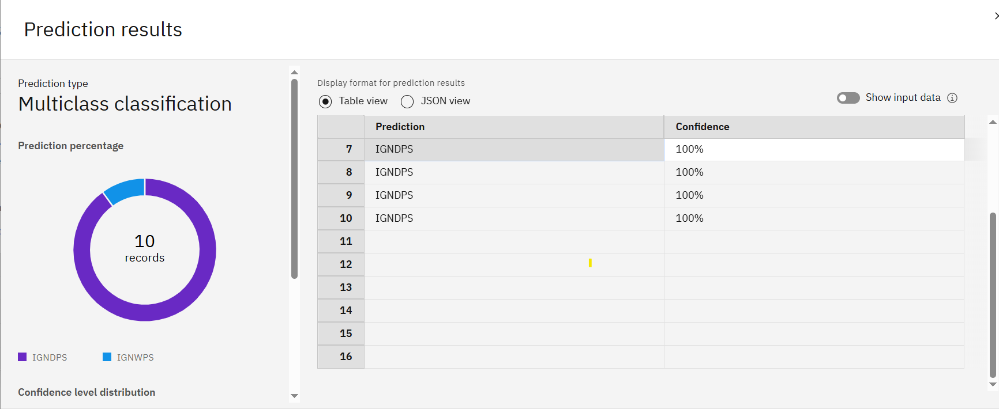 Prediction results
Prediction type
Multiclass classification
Prediction percentage
10
records
IGNDPS IGNWPS
Confidence level distribution
Display format for prediction results
Table view JSON view
Show input data
Prediction Confidence
7 IGNDPS 100%
8 IGNDPS 100%
9 IGNDPS 100%
10 IGNDPS 100%
11
12
13
14
15
16